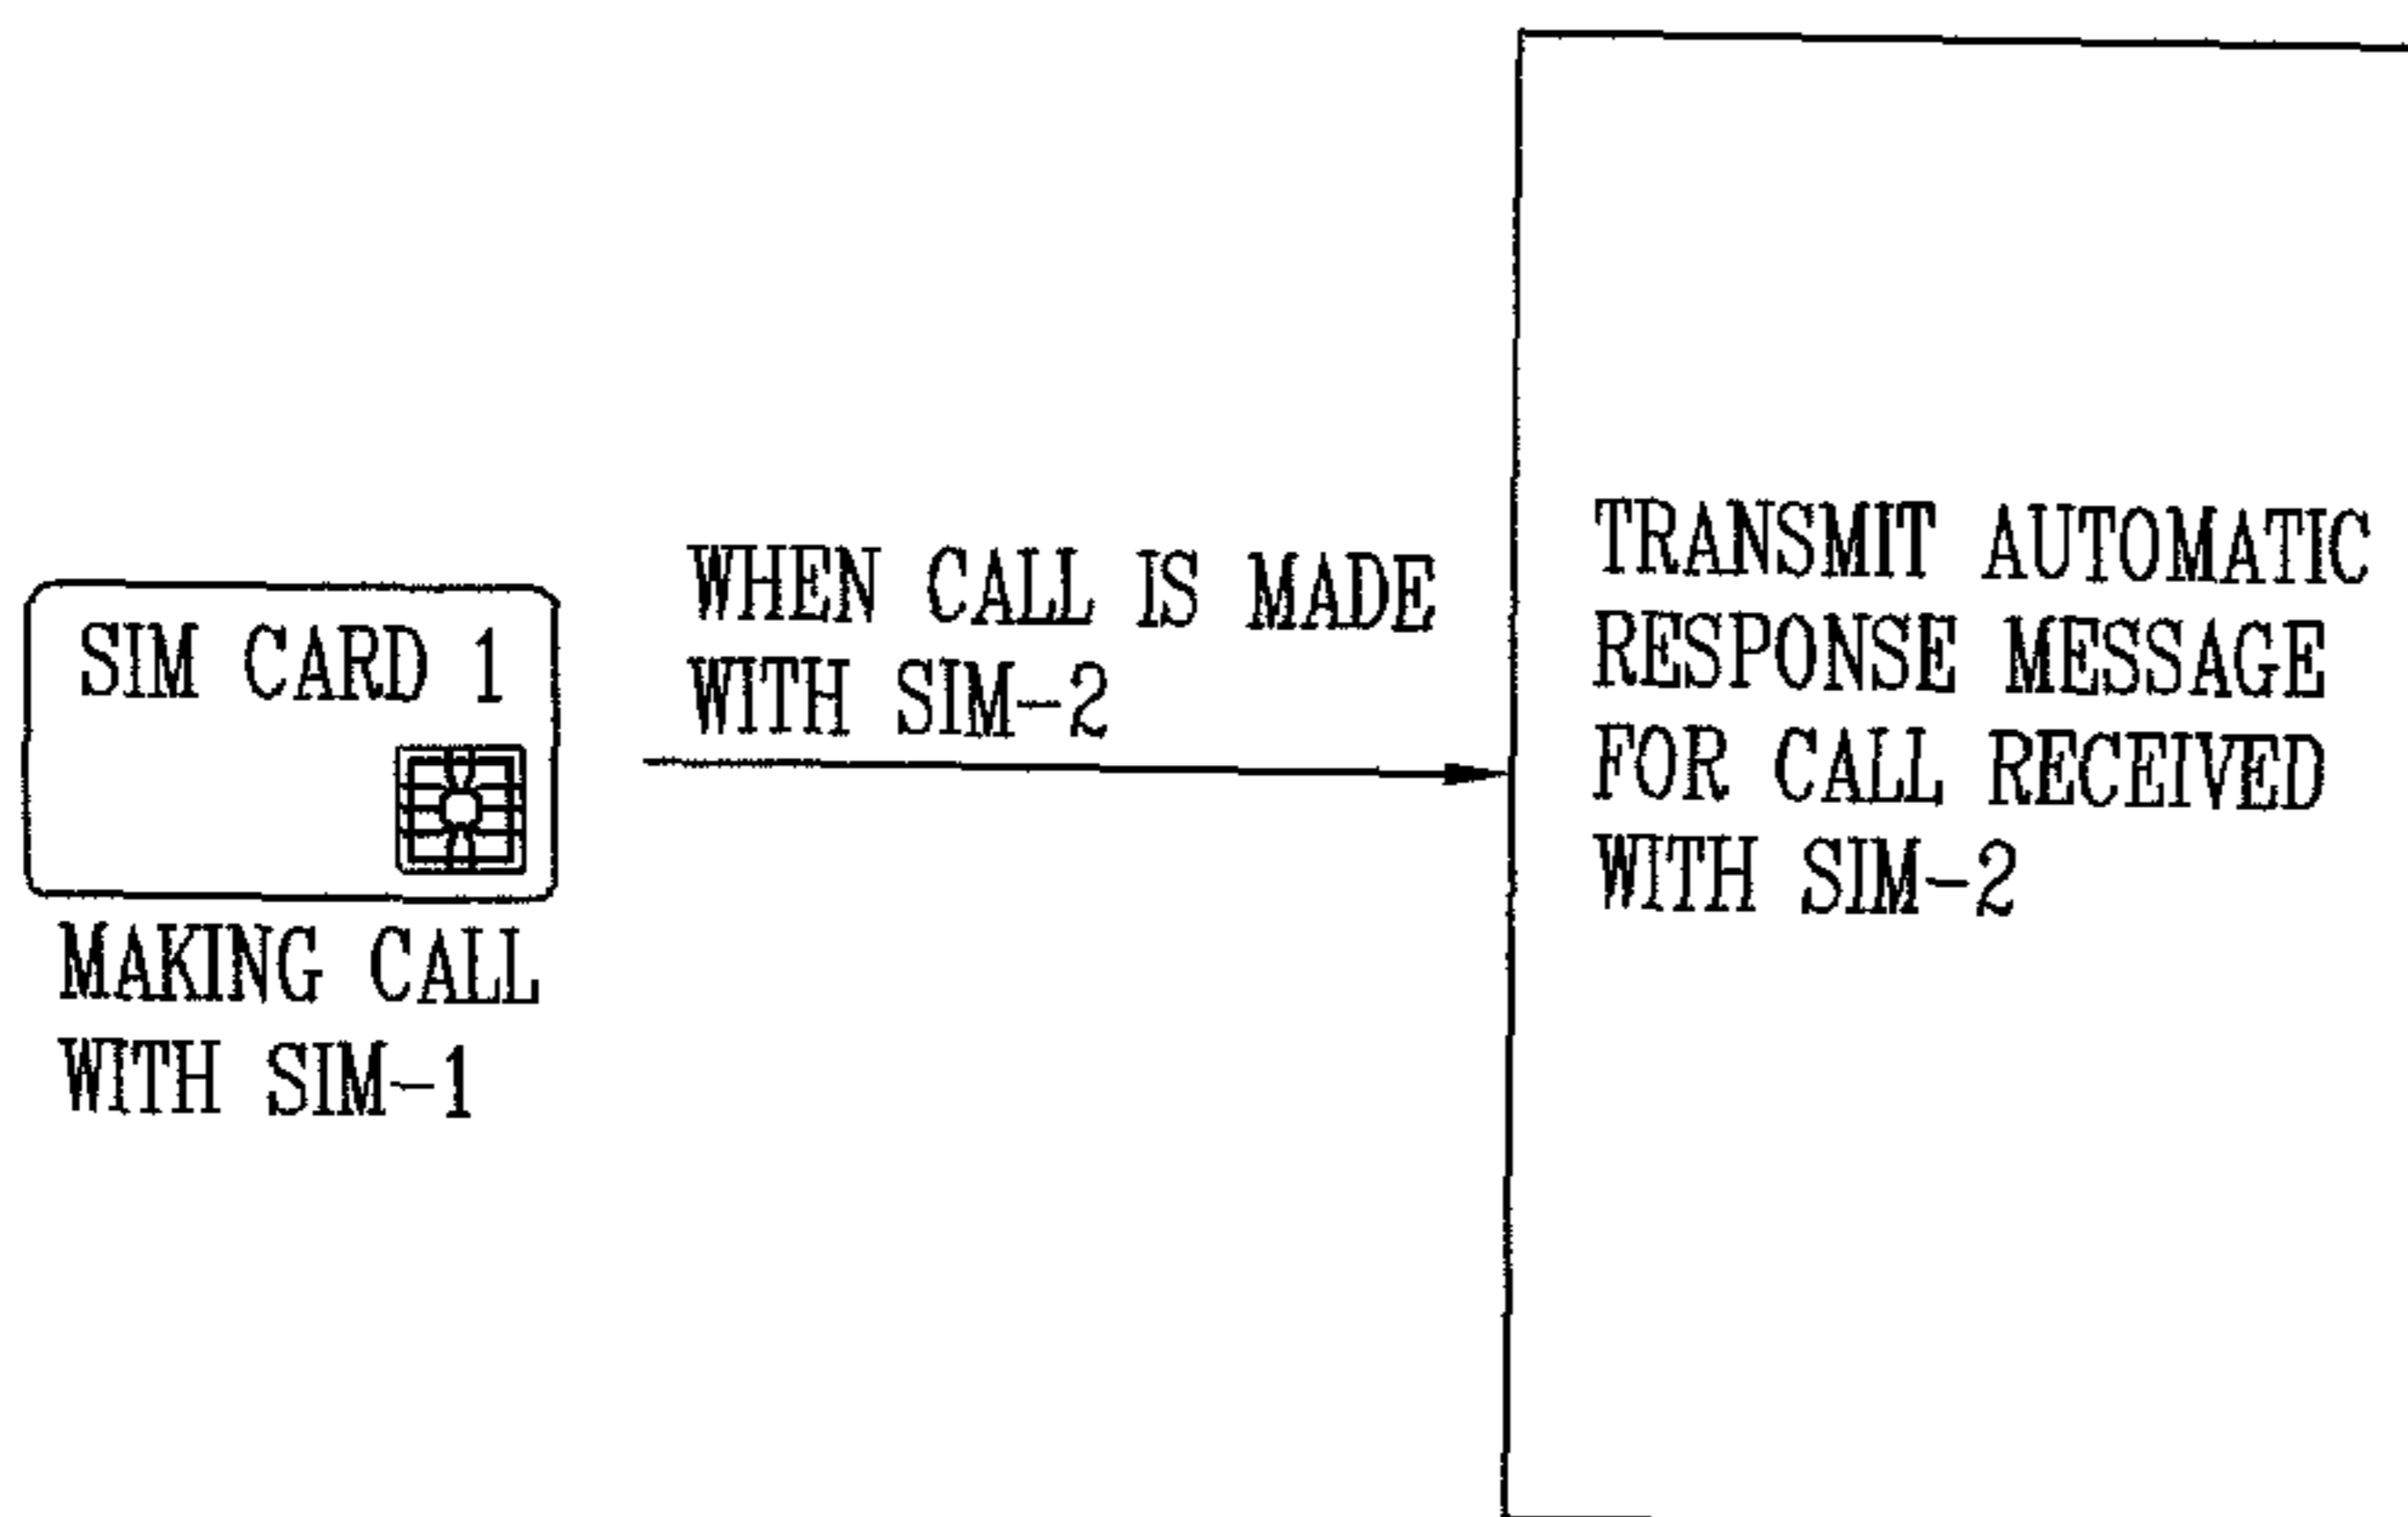 SIM CARD 1
MAKING CALL
WITH SIM-1
WHEN CALL IS MADE
WITH SIM-2
TRANSMIT AUTOMATIC
RESPONSE MESSAGE
FOR CALL RECEIVED
WITH SIM-2